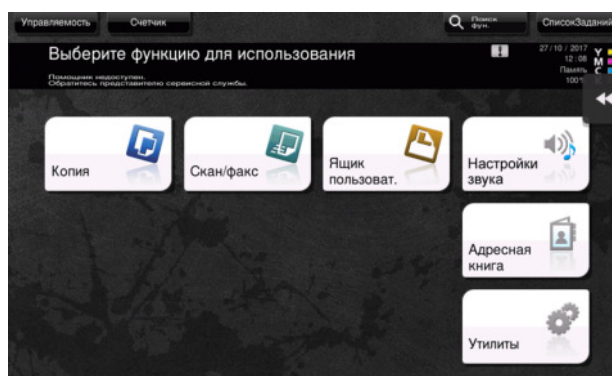 Управляемость
Счетчик
Поиск
фун.
СписокЗаданий
Выберите функцию для использования
27/10/2017
12:08
Память
100%
Y
M
C
Помощник недоступен.
Обратитесь представителю сервисной службы.
Копия
Скан/факс
Ящик
пользоват.
Настройки
звука
Адресная
книга
Утилиты